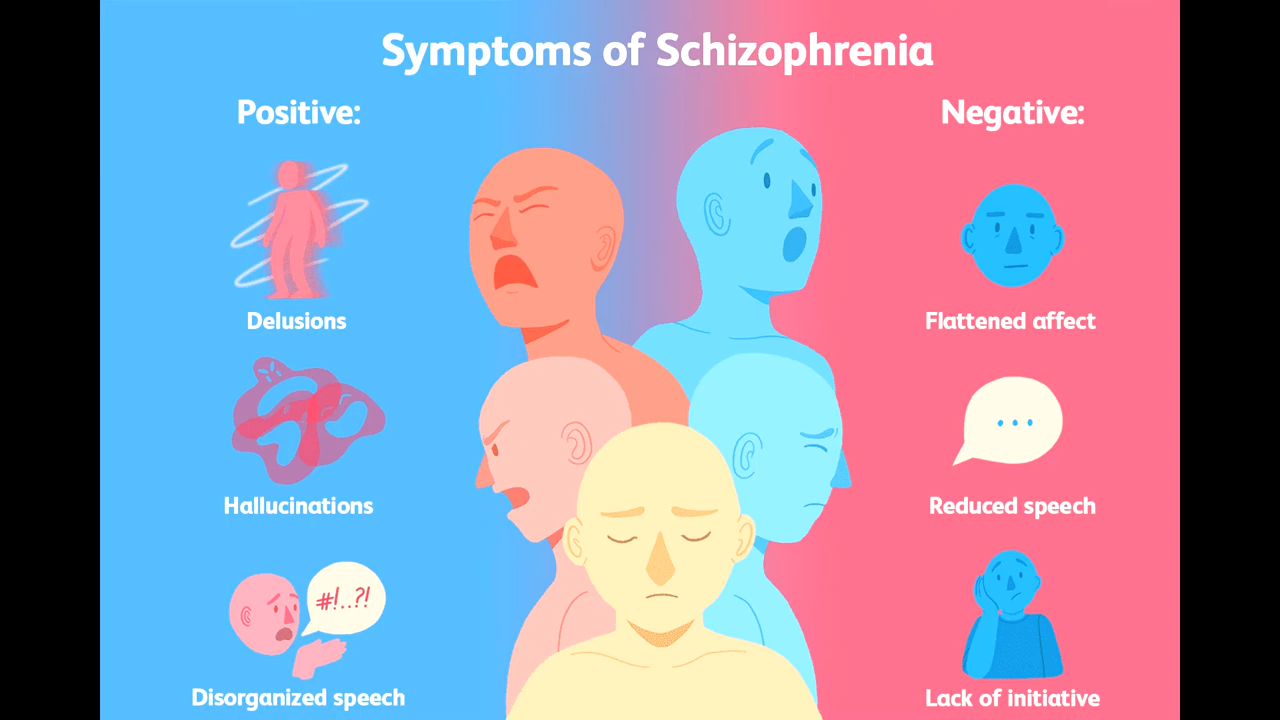 Symptoms of Schizophrenia
Positive:
Delusions
Hallucinations
#!..?!
Disorganized speech
Negative:
Flattened affect
...
Reduced speech
Lack of initiative